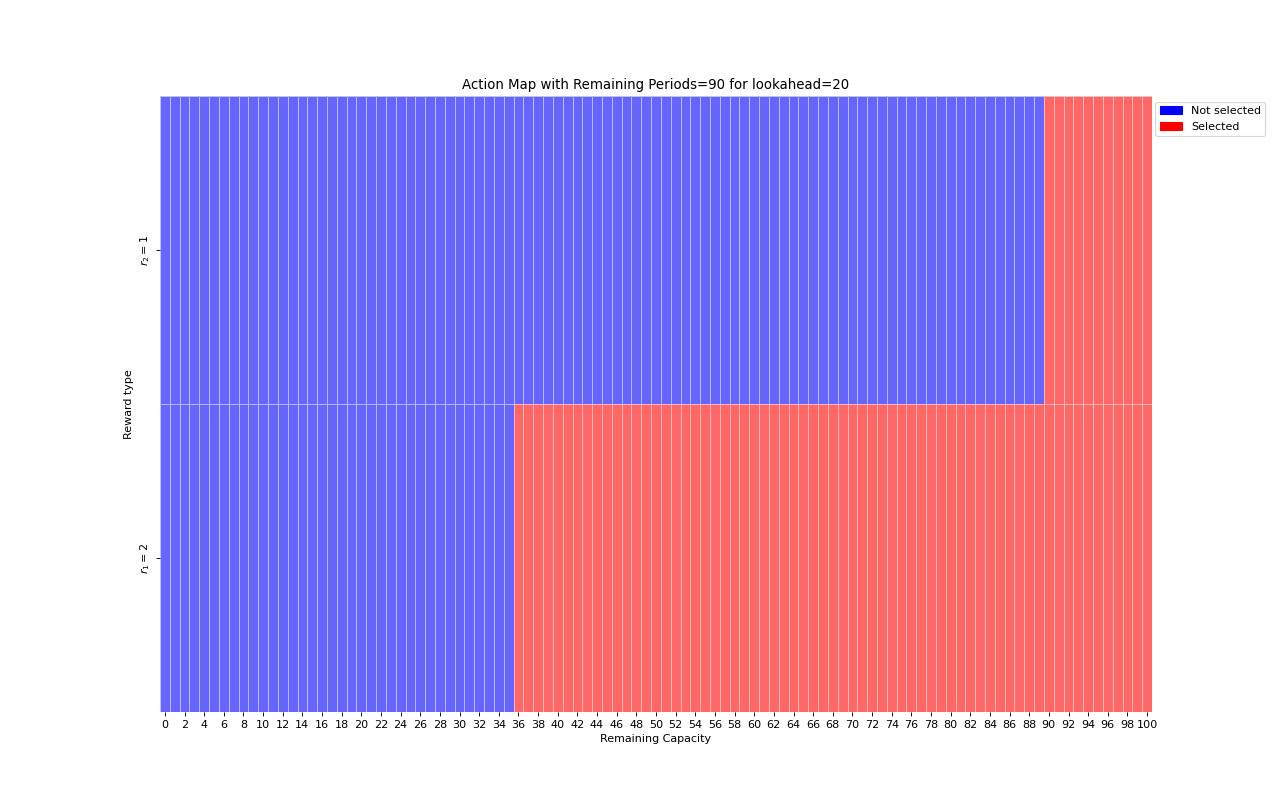 Action Map with Remaining Periods=90 for lookahead=20
Not selected
Selected
r₂ = 1
Reward type
r₁ = 2
0 2 4 6 8 10 12 14 16 18 20 22 24 26 28 30 32 34 36 38 40 42 44 46 48 50 52 54 56 58 60 62 64 66 68 70 72 74 76 78 80 82 84 86 88 90 92 94 96 98 100
Remaining Capacity